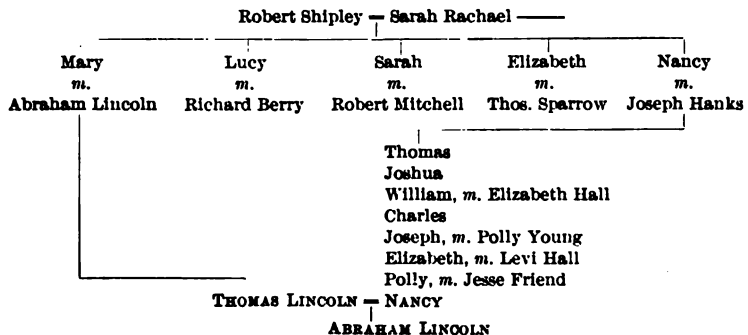 Robert Shipley = Sarah Rachael ——
Mary Lucy Sarah Elizabeth Nancy
m. m. m. m. m.
Abraham Lincoln Richard Berry Robert Mitchell Thos. Sparrow Joseph Hanks
Thomas
Joshua
William, m. Elizabeth Hall
Charles
Joseph, m. Polly Young
Elizabeth, m. Levi Hall
Polly, m. Jesse Friend
THOMAS LINCOLN = NANCY
ABRAHAM LINCOLN